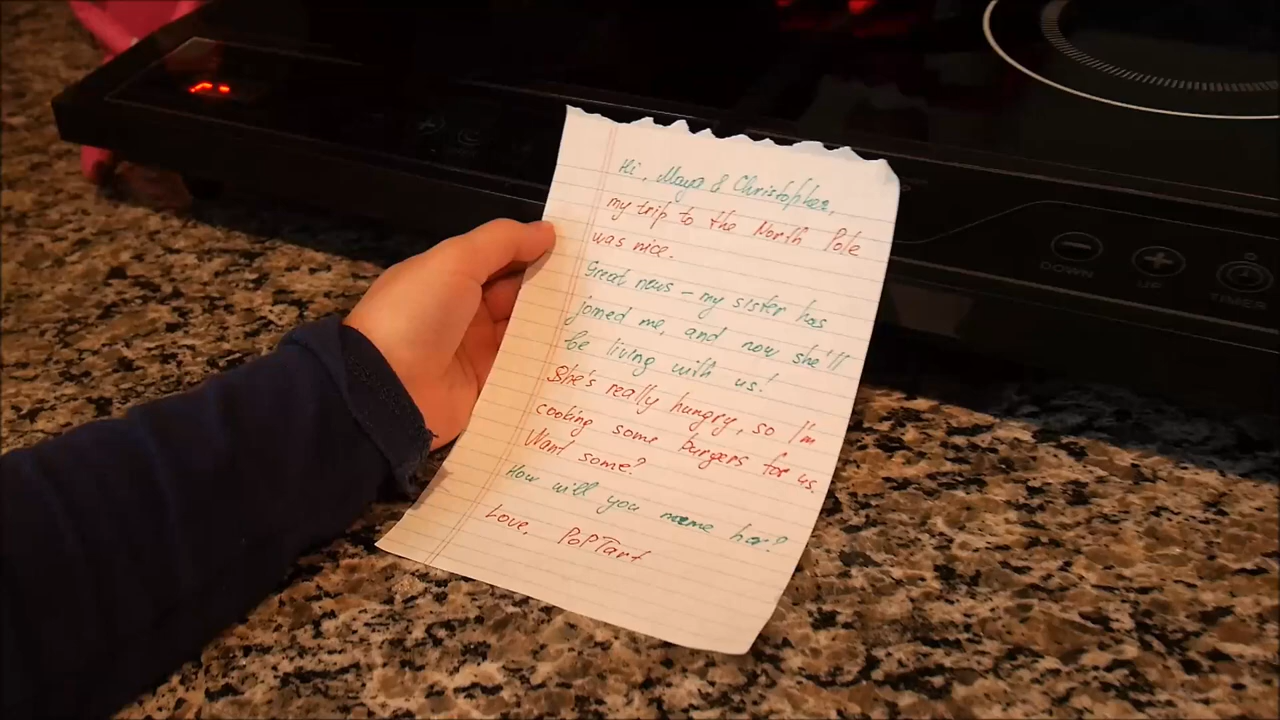 Hi, Maya & Christopher,
my trip to the North Pole
was nice.
Great news - my sister has
joined me, and now she'll
be living with us!
She's really hungry, so I'm
cooking some burgers for us.
Want some?
How will you name her?
Love, PoPTart
DOWN
UP
TIMER